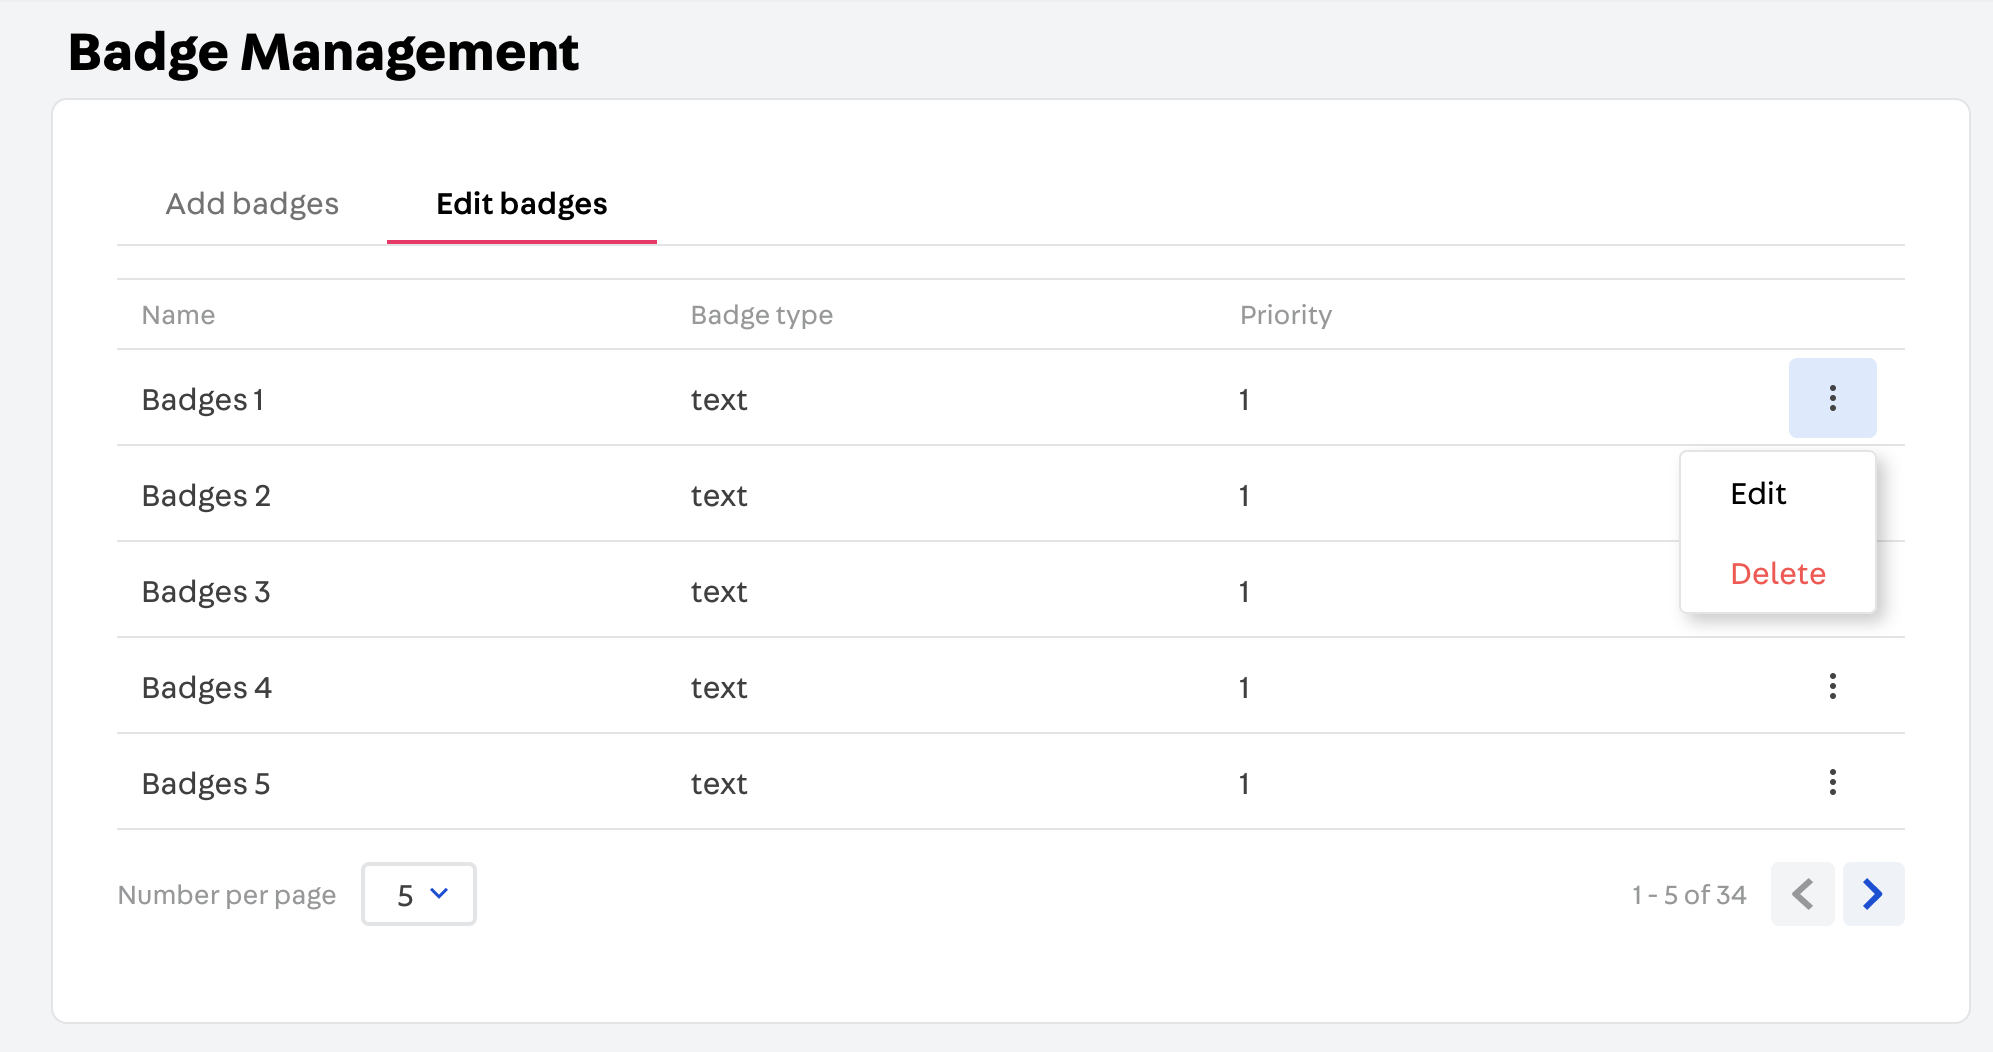 Badge Management
Add badges Edit badges
Name Badge type Priority
Badges 1 text 1
Badges 2 text 1
Edit
Badges 3 text 1
Delete
Badges 4 text 1
Badges 5 text 1
Number per page 5 1 - 5 of 34